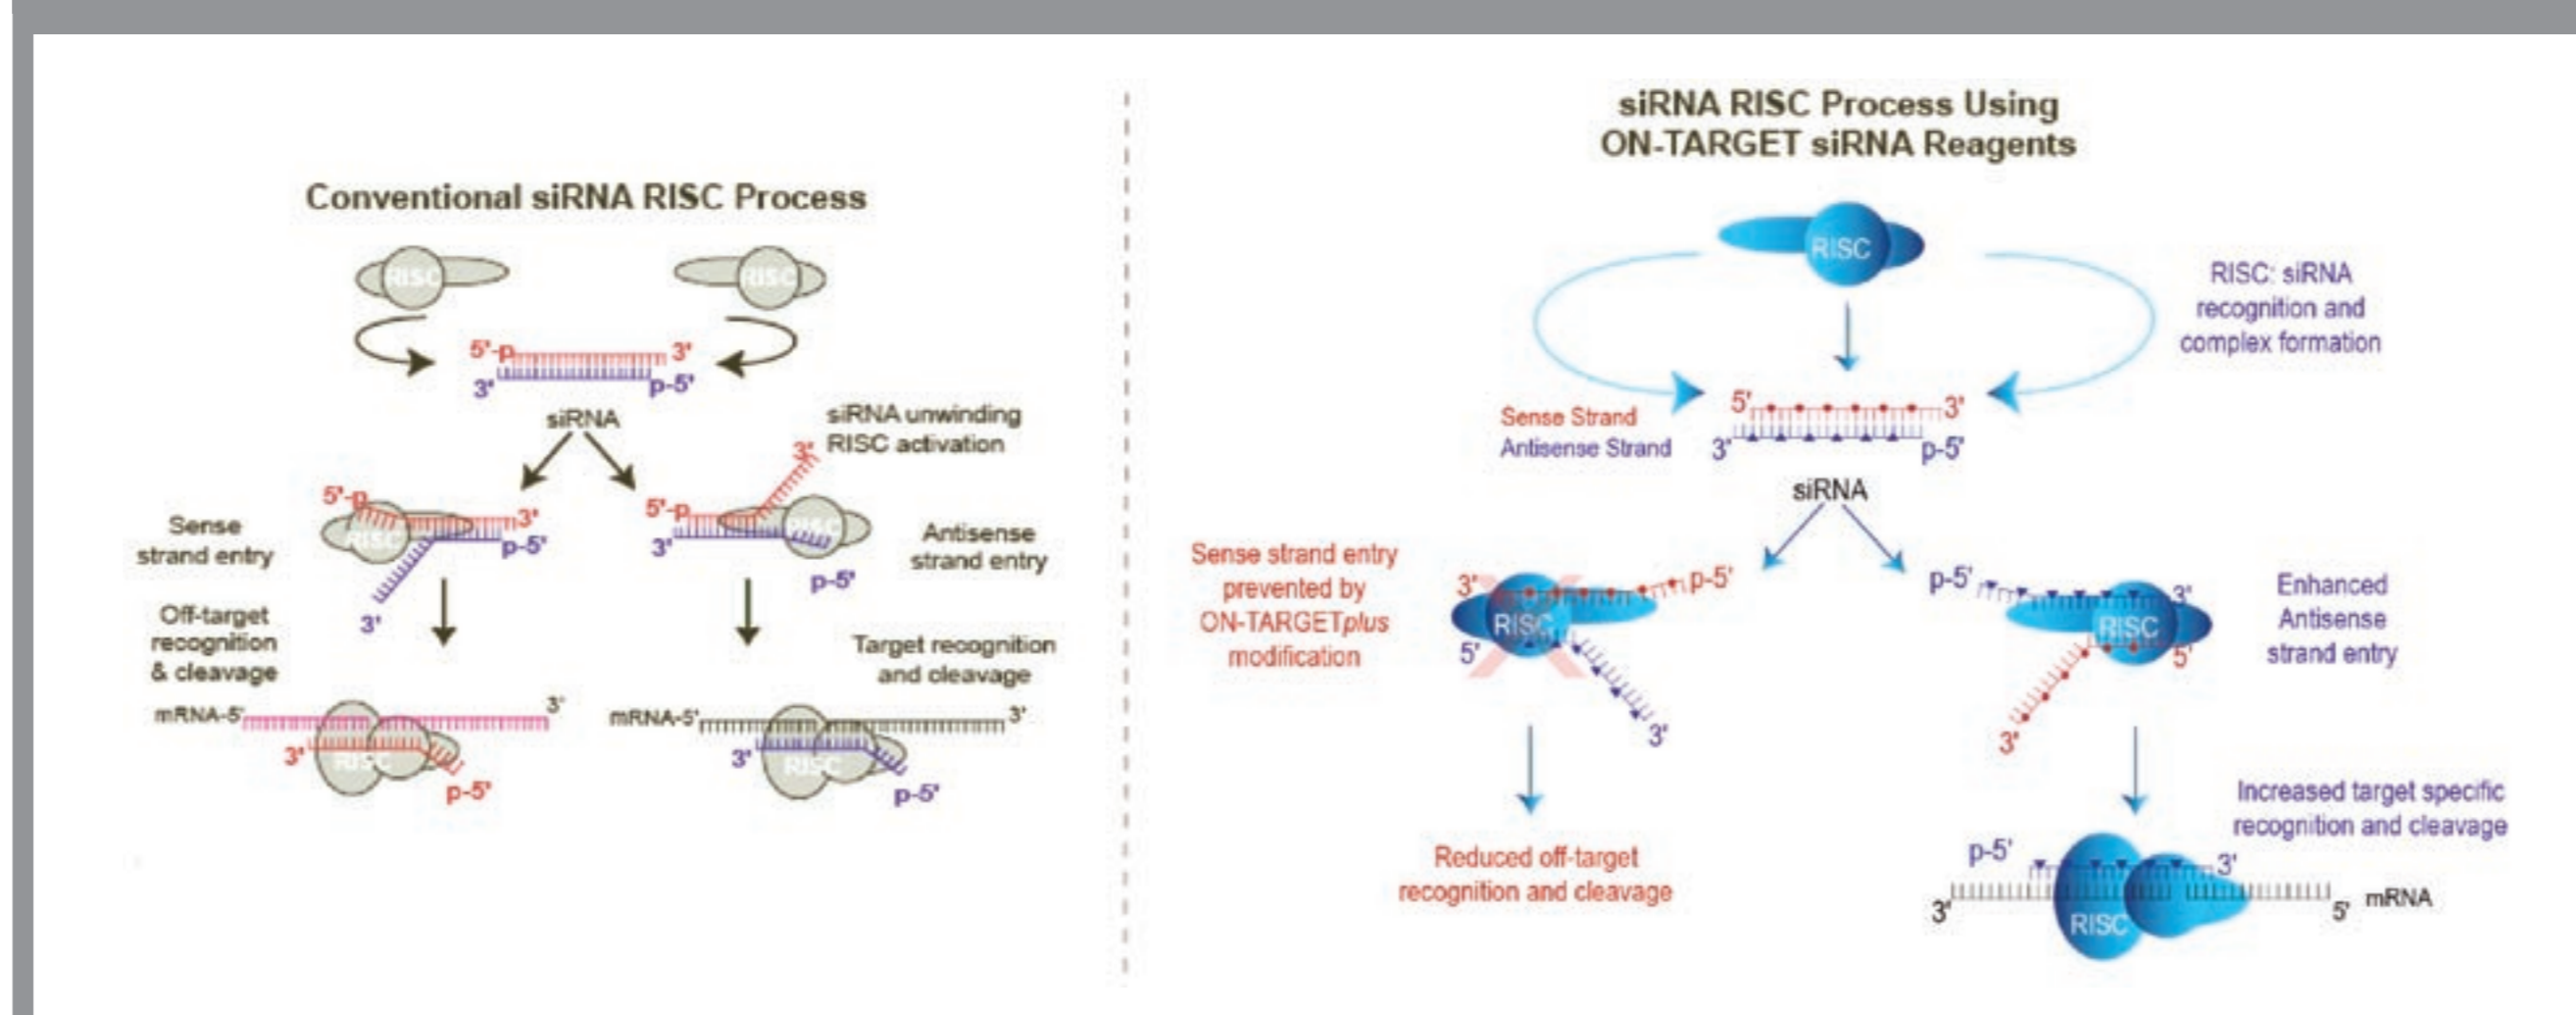 Conventional siRNA RISC Process
RISC
RISC
5'-p
3'
3'
p-5'
siRNA
siRNA unwinding
RISC activation
3'
5'-p
3'
RISC
p-5'
3'
Sense
strand entry
5'-p
3'
RISC
p-5'
Antisense
strand entry
Off-target
recognition
& cleavage
Target recognition
and cleavage
mRNA-5'
3'
3'
RISC
p-5'
mRNA-5'
3'
3'
RISC
p-5'
siRNA RISC Process Using
ON-TARGET siRNA Reagents
RISC
RISC: siRNA
recognition and
complex formation
Sense Strand
Antisense Strand
5'
3'
3'
p-5'
siRNA
Sense strand entry
prevented by
ON-TARGETplus
modification
3'
p-5'
RISC
5'
3'
p-5'
3'
RISC
5'
3'
Enhanced
Antisense
strand entry
Reduced off-target
recognition and cleavage
Increased target specific
recognition and cleavage
p-5'
3'
3'
5'
mRNA
RISC